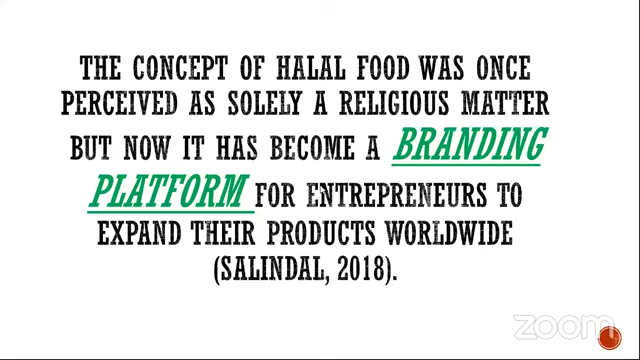 THE CONCEPT OF HALAL FOOD WAS ONCE
PERCEIVED AS SOLELY A RELIGIOUS MATTER
BUT NOW IT HAS BECOME A BRANDING
PLATFORM FOR ENTREPRENEURS TO
EXPAND THEIR PRODUCTS WORLDWIDE
(SALINDAL, 2018).
zoom